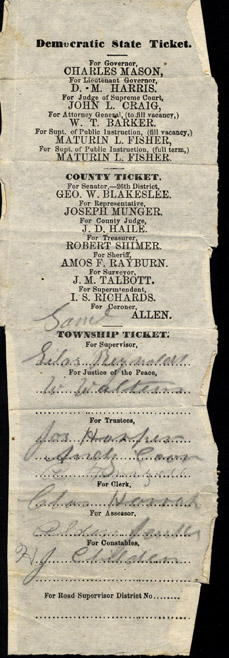 Democratic State Ticket.
For Governor,
CHARLES MASON,
For Lieutenant Governor,
D. M. HARRIS.
For Judge of Supreme Court,
JOHN L. CRAIG,
For Attorney General, (to fill vacancy,)
W. T. BARKER.
For Supt. of Public Instruction, (fill vacancy,)
MATURIN L. FISHER,
For Supt. of Public Instruction, (full term,)
MATURIN L. FISHER.
COUNTY TICKET.
For Senator,—26th District,
GEO. W. BLAKESLEE.
For Representative,
JOSEPH MUNGER.
For County Judge,
J. D. HAILE.
For Treasurer,
ROBERT SHIMER.
For Sheriff,
AMOS F. RAYBURN.
For Surveyor,
J. M. TALBOTT.
For Superintendent,
I. S. RICHARDS.
For Coroner,
ALLEN.
TOWNSHIP TICKET.
For Supervisor,
For Justice of the Peace,
W
For Trustees,
For Clerk,
For Assessor,
For Constables,
For Road Supervisor District No.........